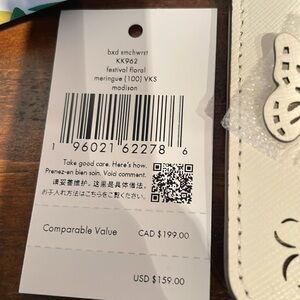 bxd smchwrst
KK962
festival floral
meringue (100) VKS
madison
1 96021 62278 6
Take good care. Here's how.
Prenez-en bien soin. Void comment.
请妥善维护。这里是具体做法。
お手入れ方法はこちらをご覧ください。
Comparable Value CAD $199.00
USD $159.00